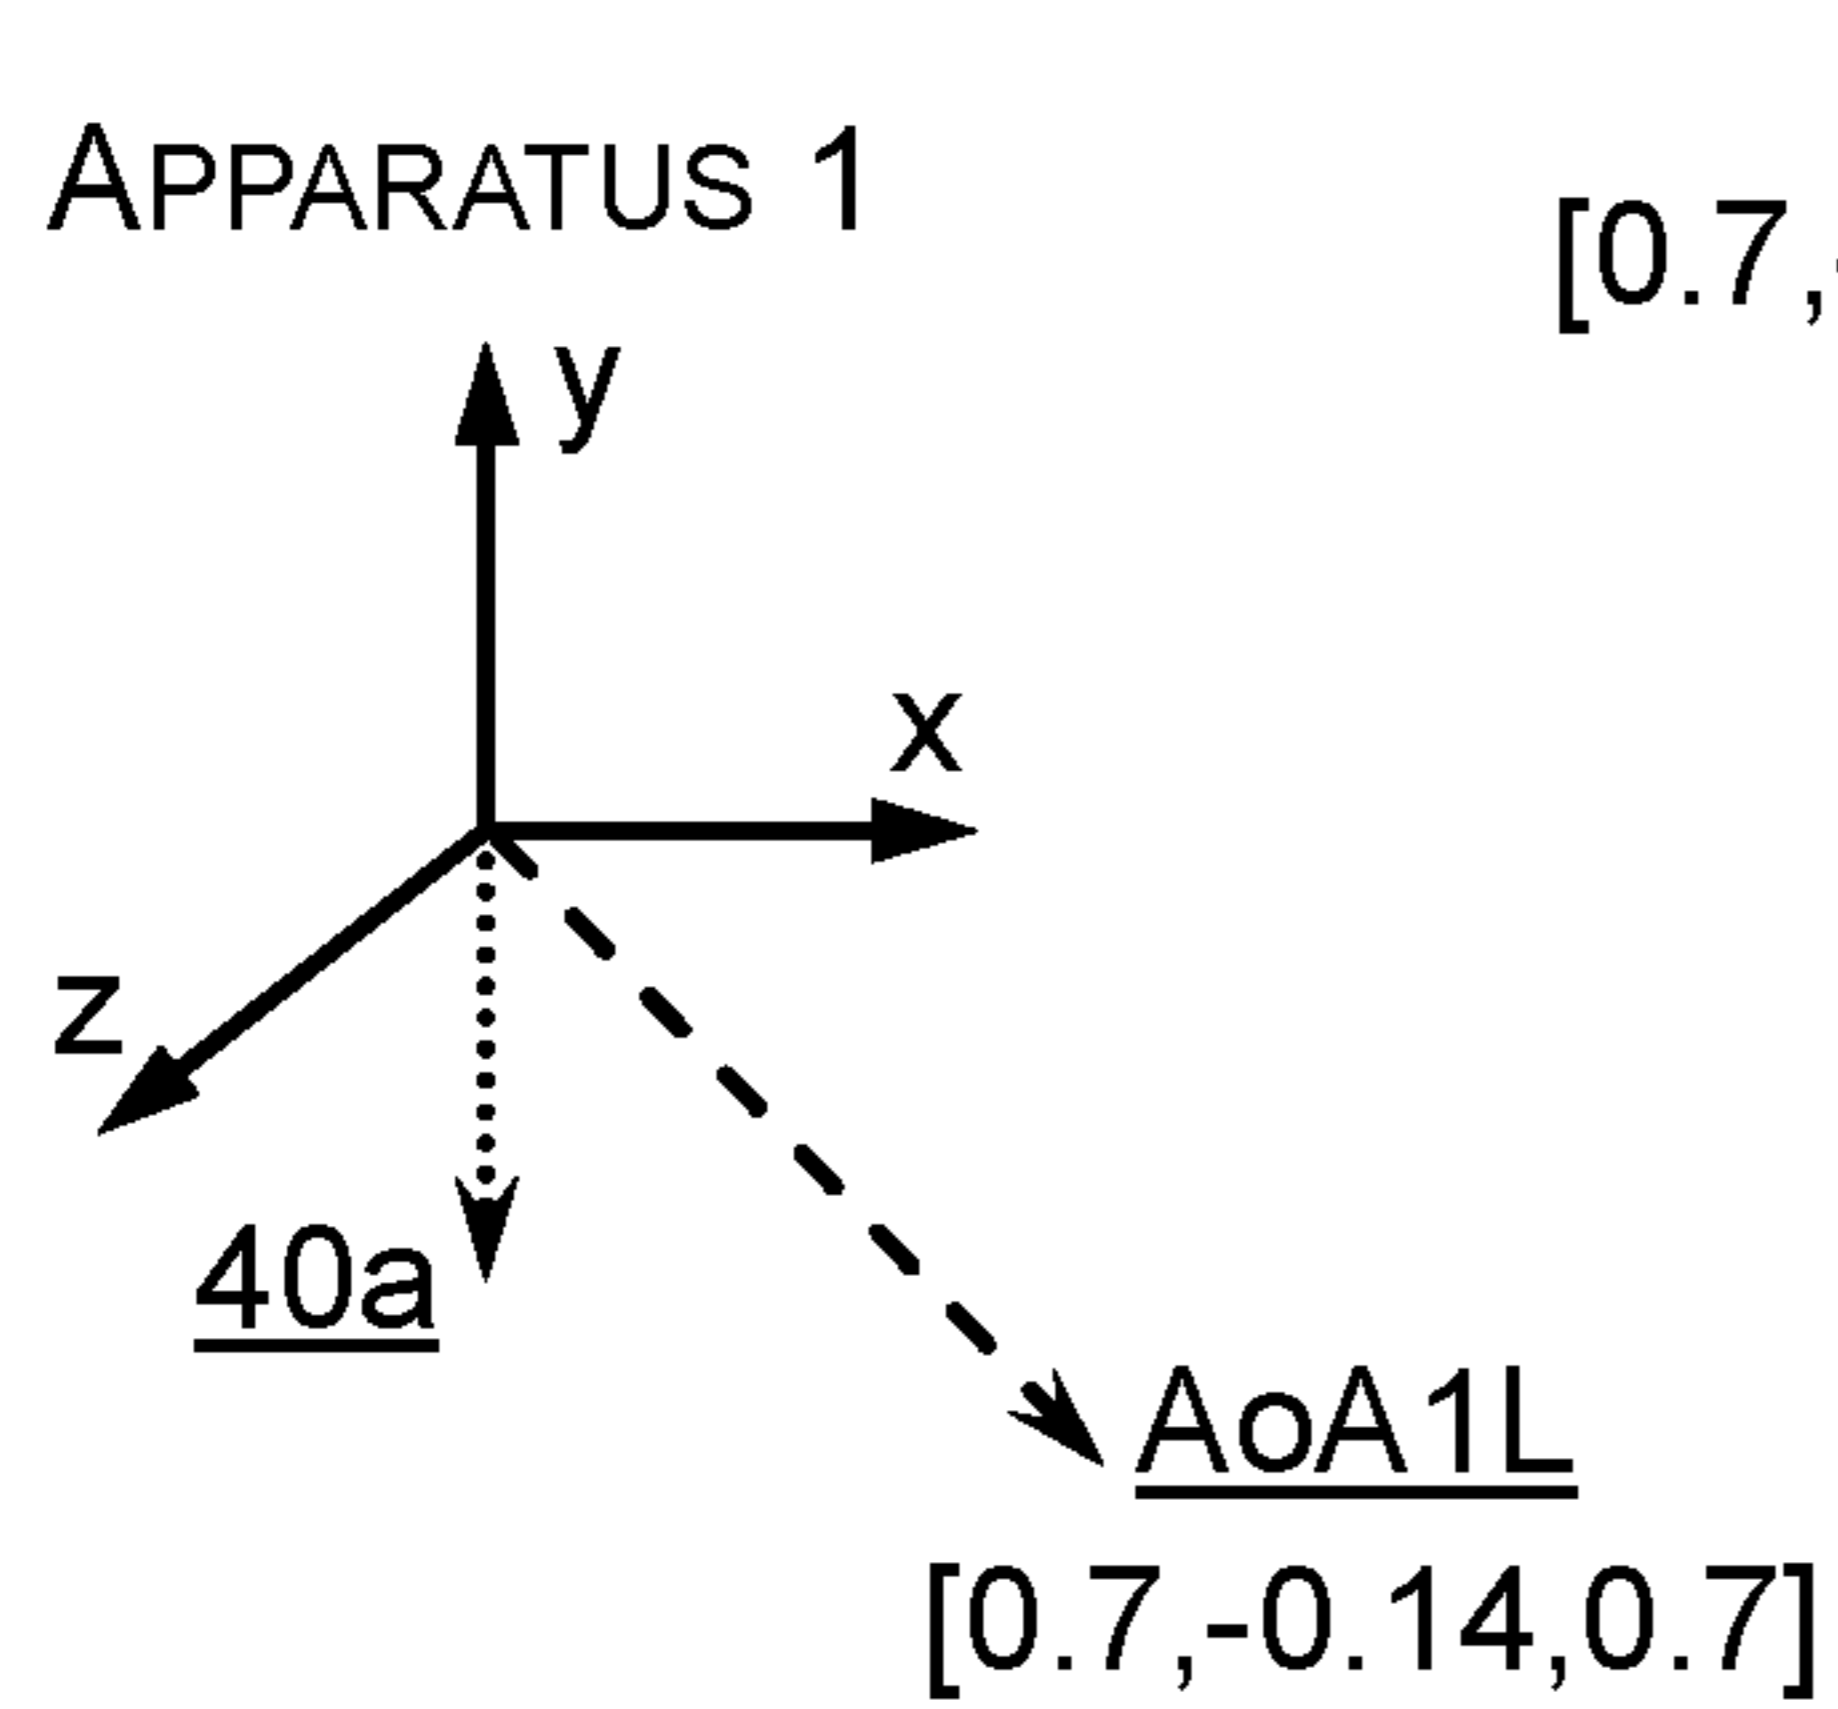 APPARATUS 1
[0.7,-
y
x
z
40a
AoA1L
[0.7,-0.14,0.7]